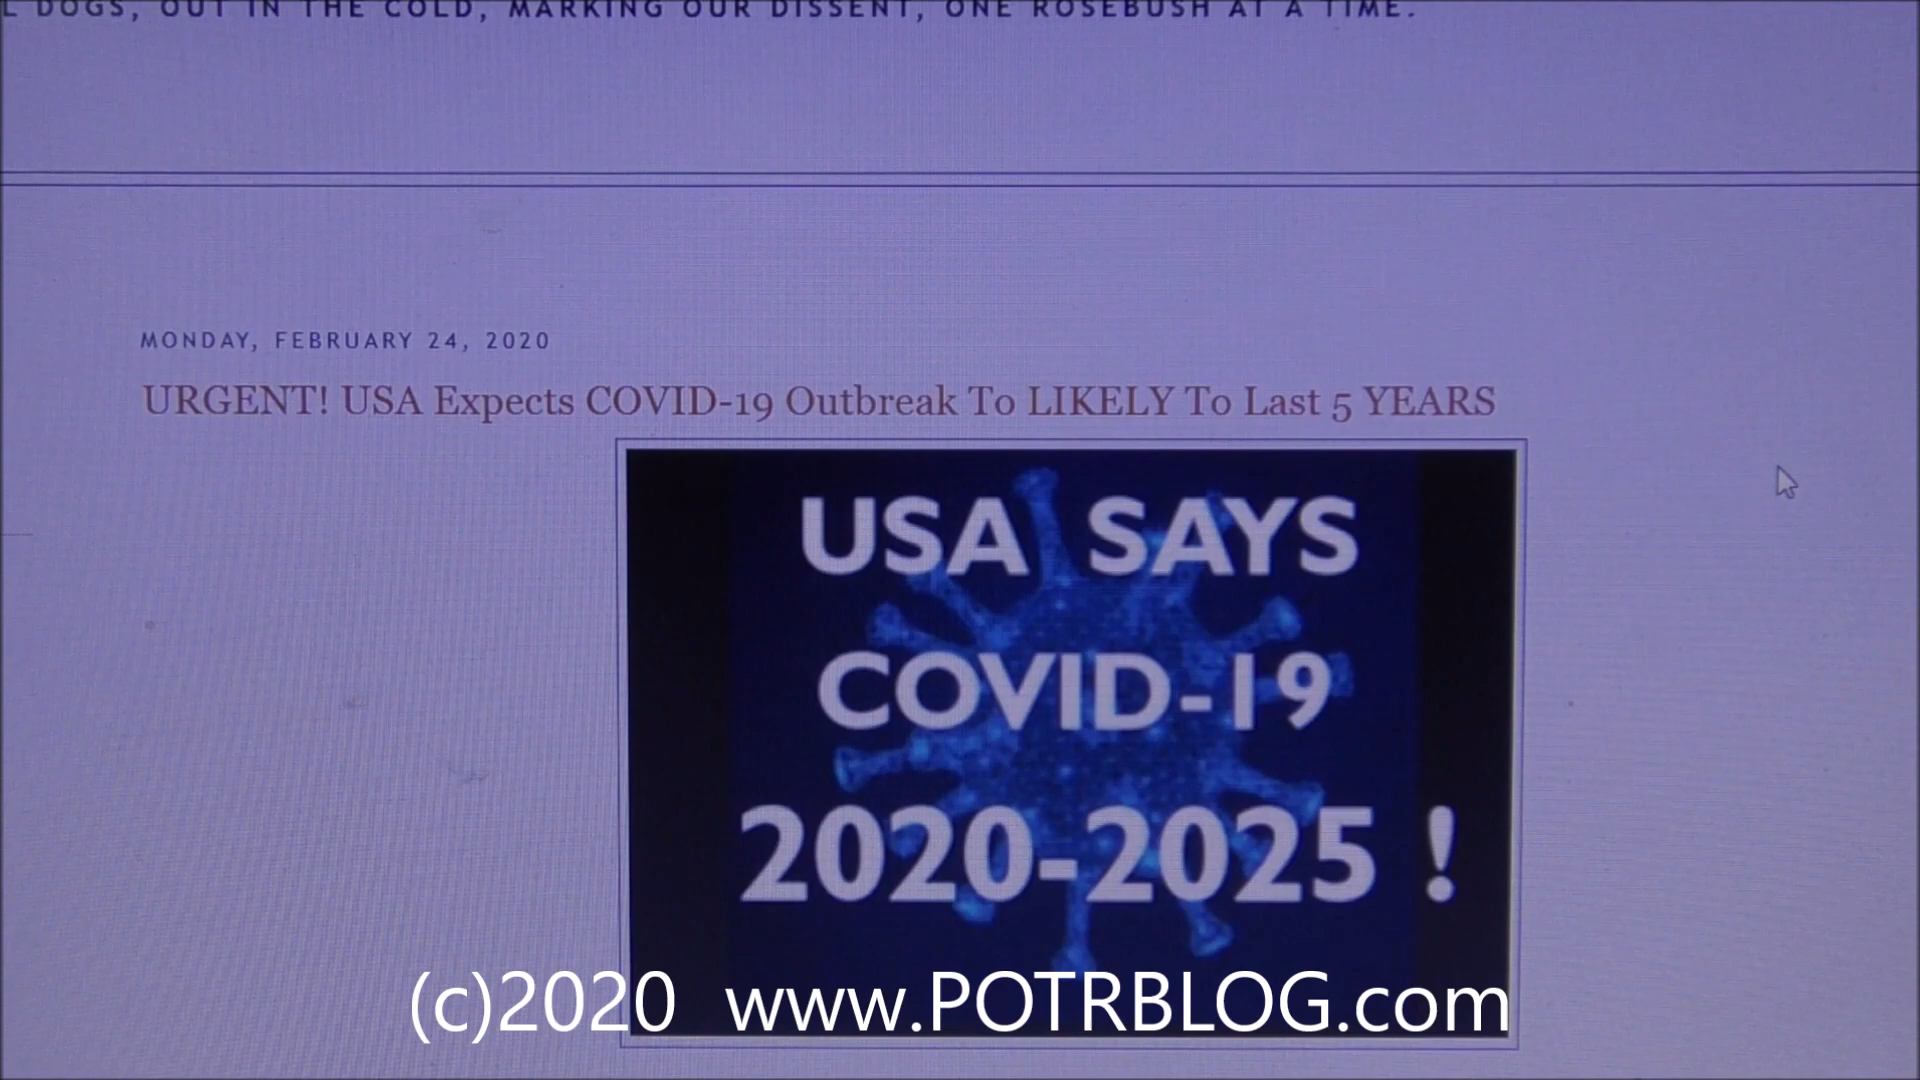 L DOGS, OUT IN THE COLD, MARKING OUR DISSENT, ONE ROSEBUSH AT A TIME.
MONDAY, FEBRUARY 24, 2020
URGENT! USA Expects COVID-19 Outbreak To LIKELY To Last 5 YEARS
USA SAYS
COVID-19
2020-2025 !
(c)2020 www.POTRBLOG.com